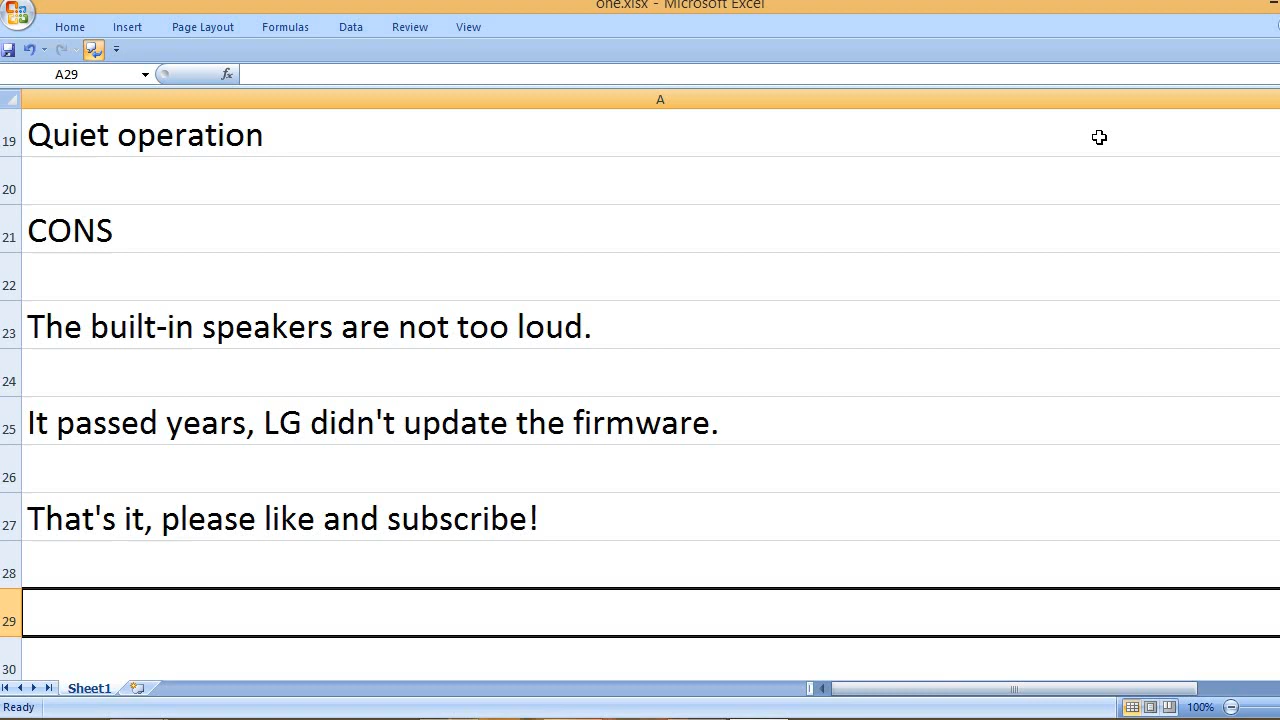 one.xlsx - Microsoft Excel
Home Insert Page Layout Formulas Data Review View
A29 fx
A
19 Quiet operation
20
21 CONS
22
23 The built-in speakers are not too loud.
24
25 It passed years, LG didn't update the firmware.
26
27 That's it, please like and subscribe!
28
29
30
Sheet1
Ready 100%